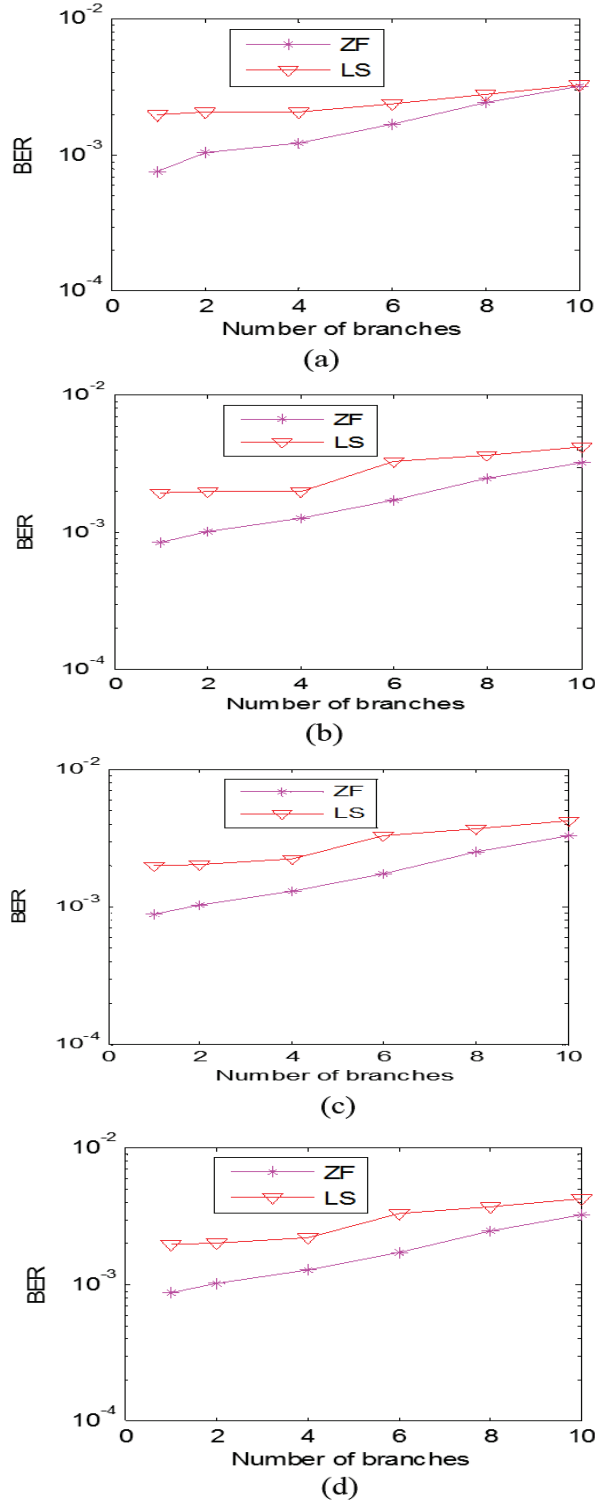 10^-2
ZF
LS
10^-3
BER
10^-4
0 2 4 6 8 10
Number of branches
(a)
10^-2
ZF
LS
10^-3
BER
10^-4
0 2 4 6 8 10
Number of branches
(b)
10^-2
ZF
LS
10^-3
BER
10^-4
0 2 4 6 8 10
Number of branches
(c)
10^-2
ZF
LS
10^-3
BER
10^-4
0 2 4 6 8 10
Number of branches
(d)